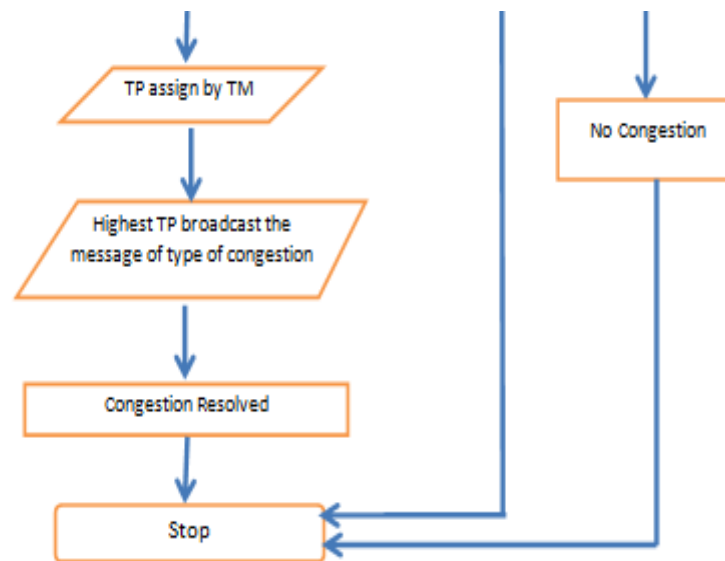 TP assign by TM
No Congestion
Highest TP broadcast the
message of type of congestion
Congestion Resolved
Stop